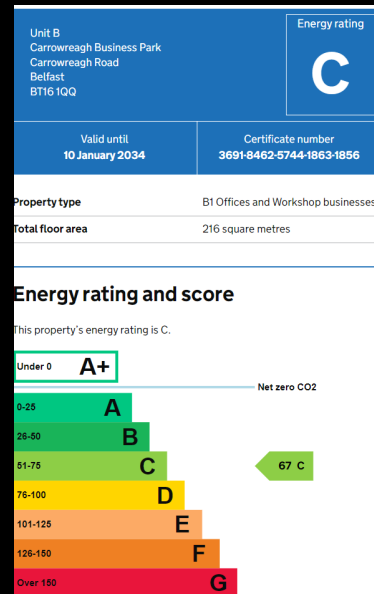 Unit B
Carrowreagh Business Park
Carrowreagh Road
Belfast
BT16 1QQ
Energy rating
C
Valid until
10 January 2034
Certificate number
3691-8462-5744-1863-1856
Property type B1 Offices and Workshop businesses
Total floor area 216 square metres
Energy rating and score
This property's energy rating is C.
Under 0 A+
Net zero CO2
0-25 A
26-50 B
51-75 C 67 C
76-100 D
101-125 E
126-150 F
Over 150 G